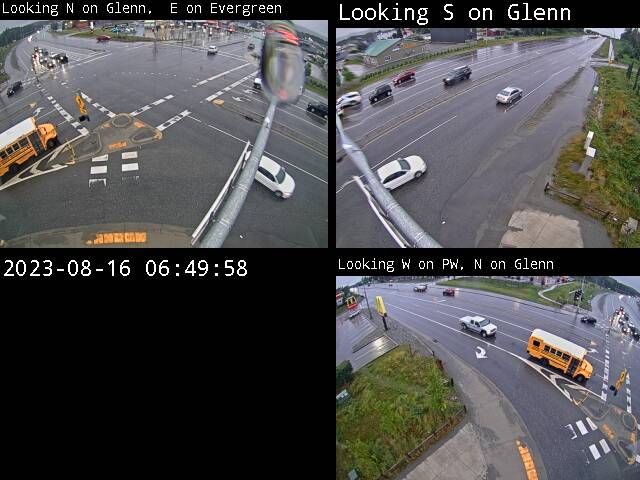 Looking N on Glenn,  E on Evergreen
Looking S on Glenn
2023-08-16 06:49:58
Looking W on PW, N on Glenn